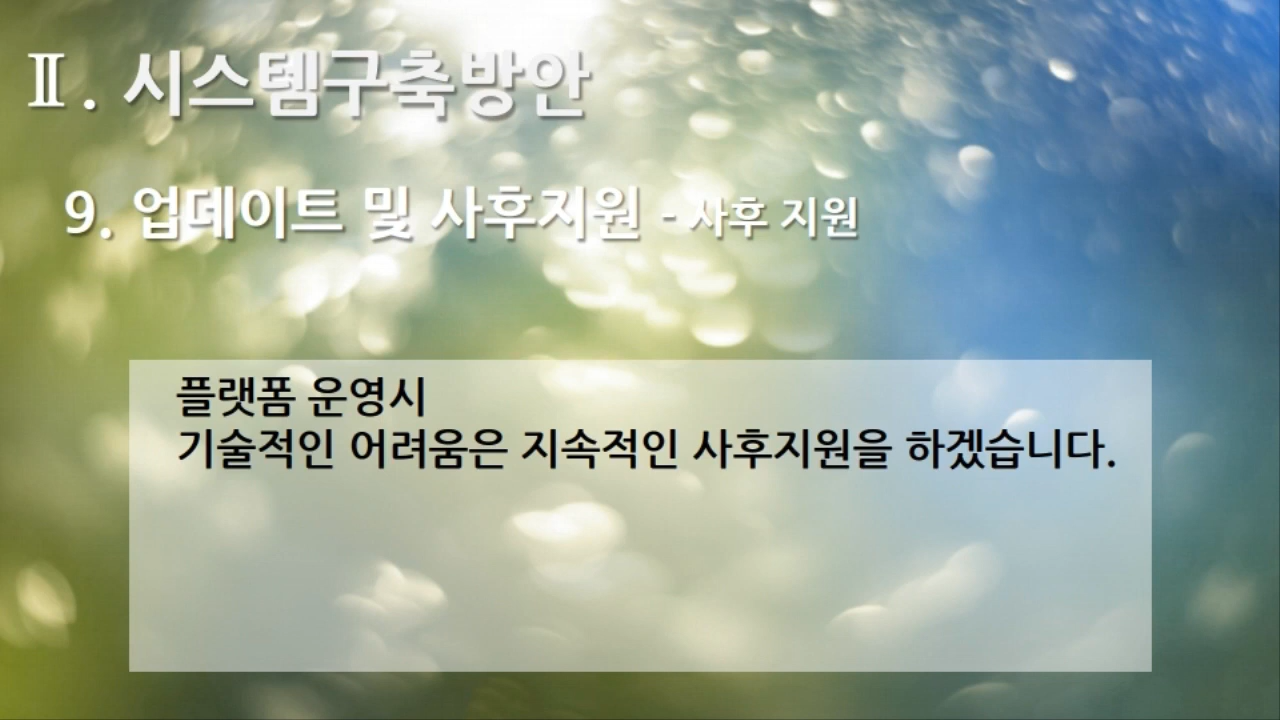 Ⅱ. 시스템구축방안
9. 업데이트 및 사후지원 - 사후 지원
플랫폼 운영시
기술적인 어려움은 지속적인 사후지원을 하겠습니다.